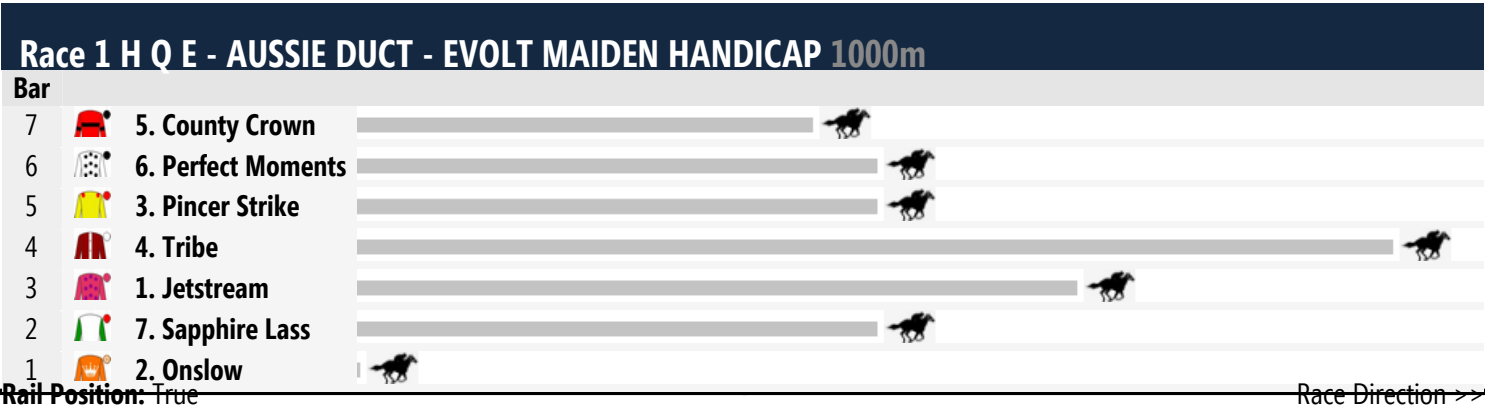 Race 1 H Q E - AUSSIE DUCT - EVOLT MAIDEN HANDICAP 1000m
Bar
7 5. County Crown
6 6. Perfect Moments
5 3. Pincer Strike
4 4. Tribe
3 1. Jetstream
2 7. Sapphire Lass
1 2. Onslow
Rail Position: True Race Direction >>